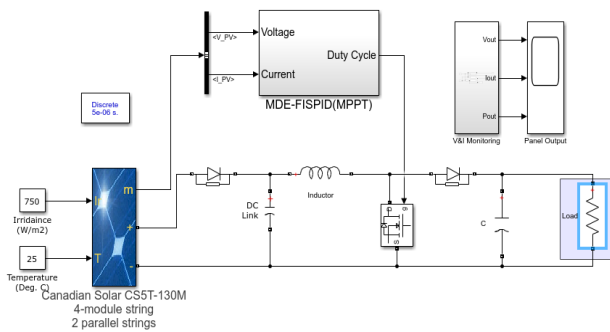 <V_PV>
Voltage
Duty Cycle
<I_PV>
Current
MDE-FISPID(MPPT)
Vout
Iout
Pout
V&I Monitoring
Panel Output
Discrete
5e-06 s.
m
+
-
Ir
T
750
Irridaince
(W/m2)
25
Temperature
(Deg. C)
DC
Link
Inductor
g
D
S
C
Load
Canadian Solar CS5T-130M
4-module string
2 parallel strings